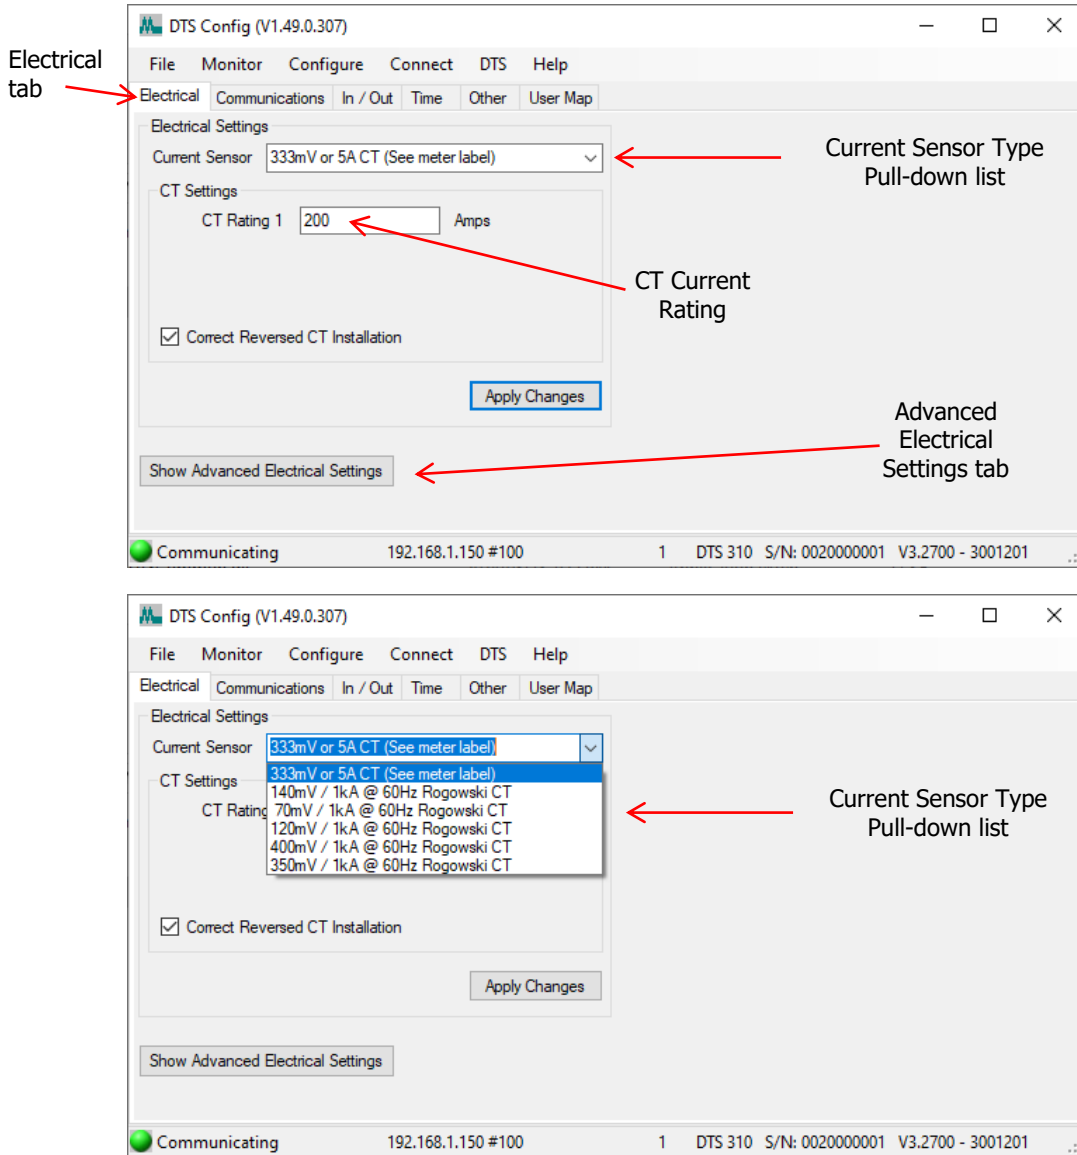 DTS Config (V1.49.0.307)
File Monitor Configure Connect DTS Help
Electrical
tab
Electrical Communications In / Out Time Other User Map
Electrical Settings
Current Sensor 333mV or 5A CT (See meter label)
Current Sensor Type
Pull-down list
CT Settings
CT Rating 1 200 Amps
CT Current
Rating
Correct Reversed CT Installation
Apply Changes
Advanced
Electrical
Settings tab
Show Advanced Electrical Settings
Communicating 192.168.1.150 #100 1 DTS 310 S/N: 0020000001 V3.2700 - 3001201
DTS Config (V1.49.0.307)
File Monitor Configure Connect DTS Help
Electrical Communications In / Out Time Other User Map
Electrical Settings
Current Sensor 333mV or 5A CT (See meter label)
CT Settings
333mV or 5A CT (See meter label)
140mV / 1kA @ 60Hz Rogowski CT
CT Rating
70mV / 1kA @ 60Hz Rogowski CT
120mV / 1kA @ 60Hz Rogowski CT
400mV / 1kA @ 60Hz Rogowski CT
350mV / 1kA @ 60Hz Rogowski CT
Current Sensor Type
Pull-down list
Correct Reversed CT Installation
Apply Changes
Show Advanced Electrical Settings
Communicating 192.168.1.150 #100 1 DTS 310 S/N: 0020000001 V3.2700 - 3001201